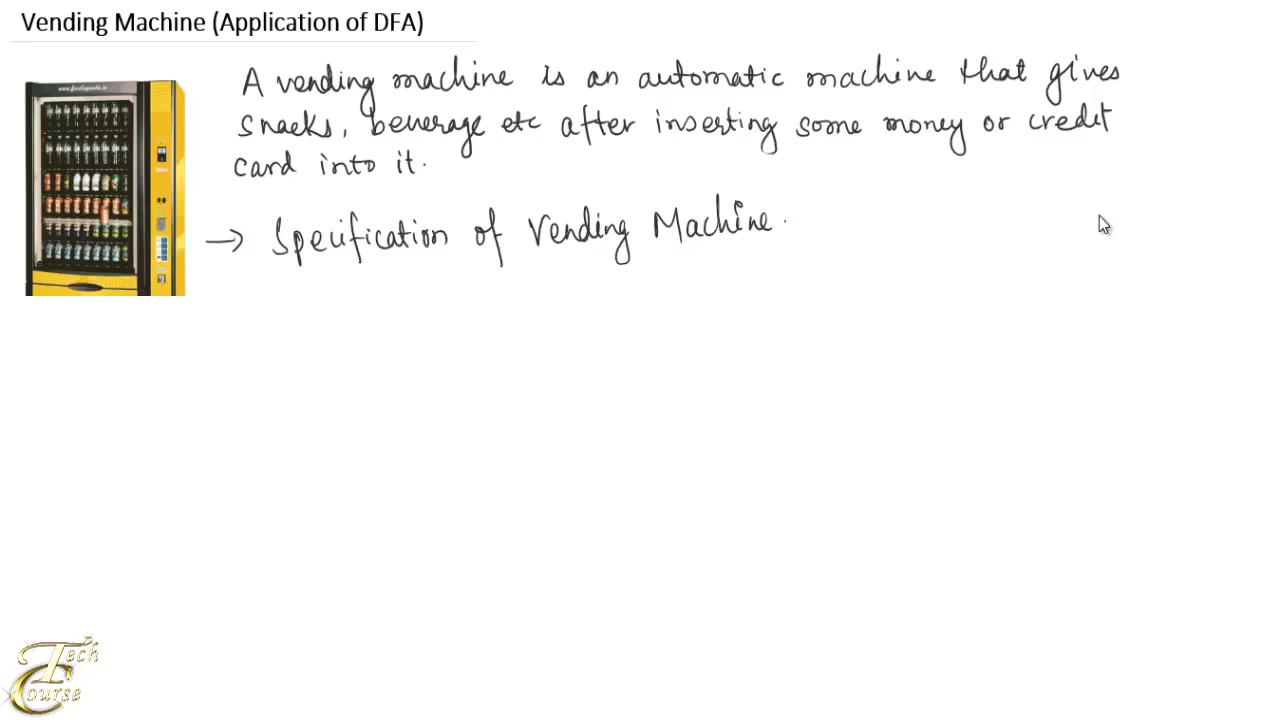 Vending Machine (Application of DFA)
A vending machine is an automatic machine that gives
snacks, beverage etc after inserting some money or credit
card into it.
→ Specification of Vending Machine.
Tech
Course